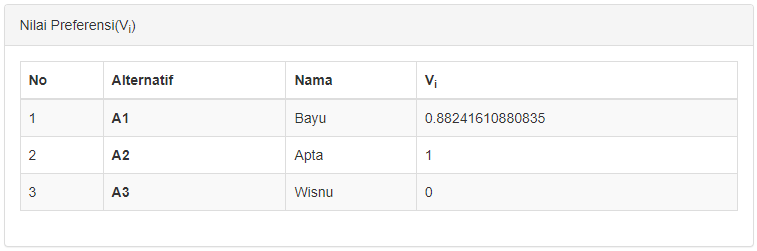 Nilai Preferensi(Vi)
No Alternatif Nama Vi
1 A1 Bayu 0.88241610880835
2 A2 Apta 1
3 A3 Wisnu 0